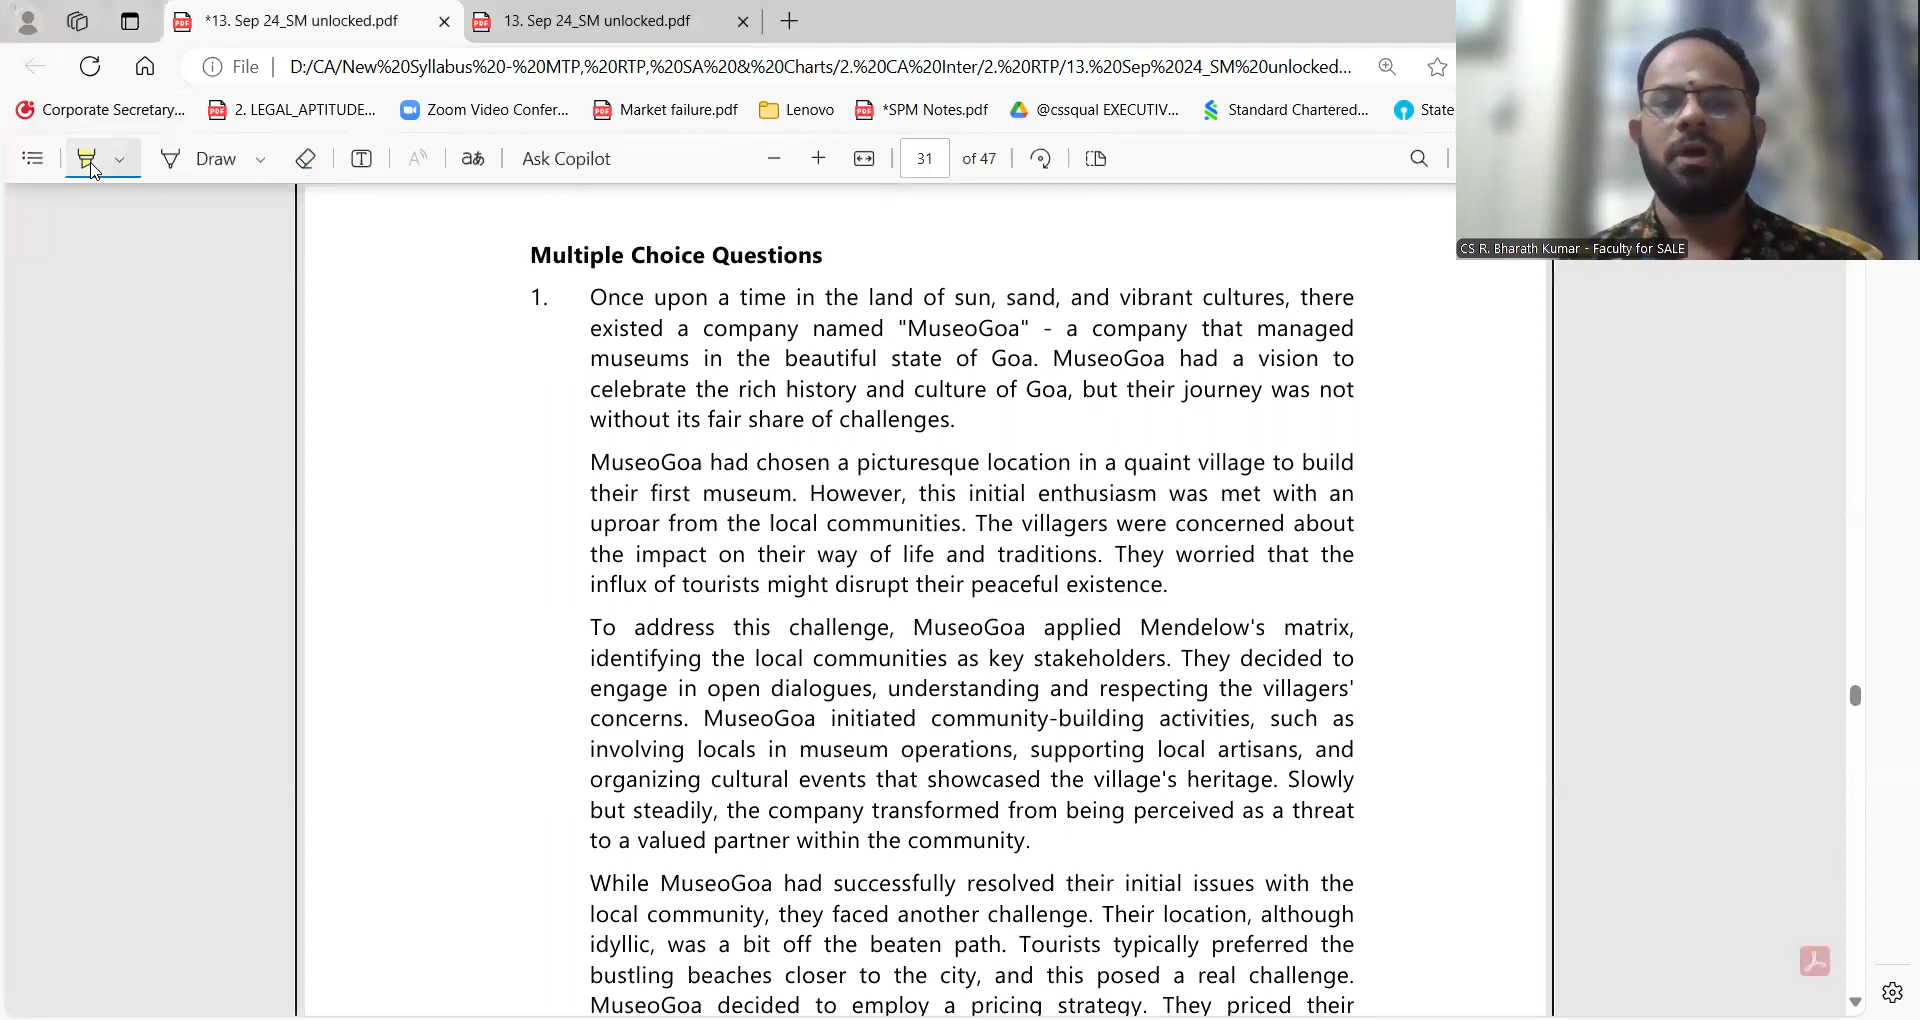 *13. Sep 24_SM unlocked.pdf
13. Sep 24_SM unlocked.pdf
File
D:/CA/New%20Syllabus%20-%20MTP,%20RTP,%20SA%20&%20Charts/2.%20CA%20Inter/2.%20RTP/13.%20Sep%2024_SM%20unlocked...
Corporate Secretary...
2. LEGAL_APTITUDE...
Zoom Video Confer...
Market failure.pdf
Lenovo
*SPM Notes.pdf
@cssqual EXECUTIV...
Standard Chartered...
State
Draw
Ask Copilot
31
of 47
CS R. Bharath Kumar - Faculty for SALE
Multiple Choice Questions
1. Once upon a time in the land of sun, sand, and vibrant cultures, there
existed a company named "MuseoGoa" - a company that managed
museums in the beautiful state of Goa. MuseoGoa had a vision to
celebrate the rich history and culture of Goa, but their journey was not
without its fair share of challenges.
MuseoGoa had chosen a picturesque location in a quaint village to build
their first museum. However, this initial enthusiasm was met with an
uproar from the local communities. The villagers were concerned about
the impact on their way of life and traditions. They worried that the
influx of tourists might disrupt their peaceful existence.
To address this challenge, MuseoGoa applied Mendelow's matrix,
identifying the local communities as key stakeholders. They decided to
engage in open dialogues, understanding and respecting the villagers'
concerns. MuseoGoa initiated community-building activities, such as
involving locals in museum operations, supporting local artisans, and
organizing cultural events that showcased the village's heritage. Slowly
but steadily, the company transformed from being perceived as a threat
to a valued partner within the community.
While MuseoGoa had successfully resolved their initial issues with the
local community, they faced another challenge. Their location, although
idyllic, was a bit off the beaten path. Tourists typically preferred the
bustling beaches closer to the city, and this posed a real challenge.
MuseoGoa decided to employ a pricing strategy. They priced their